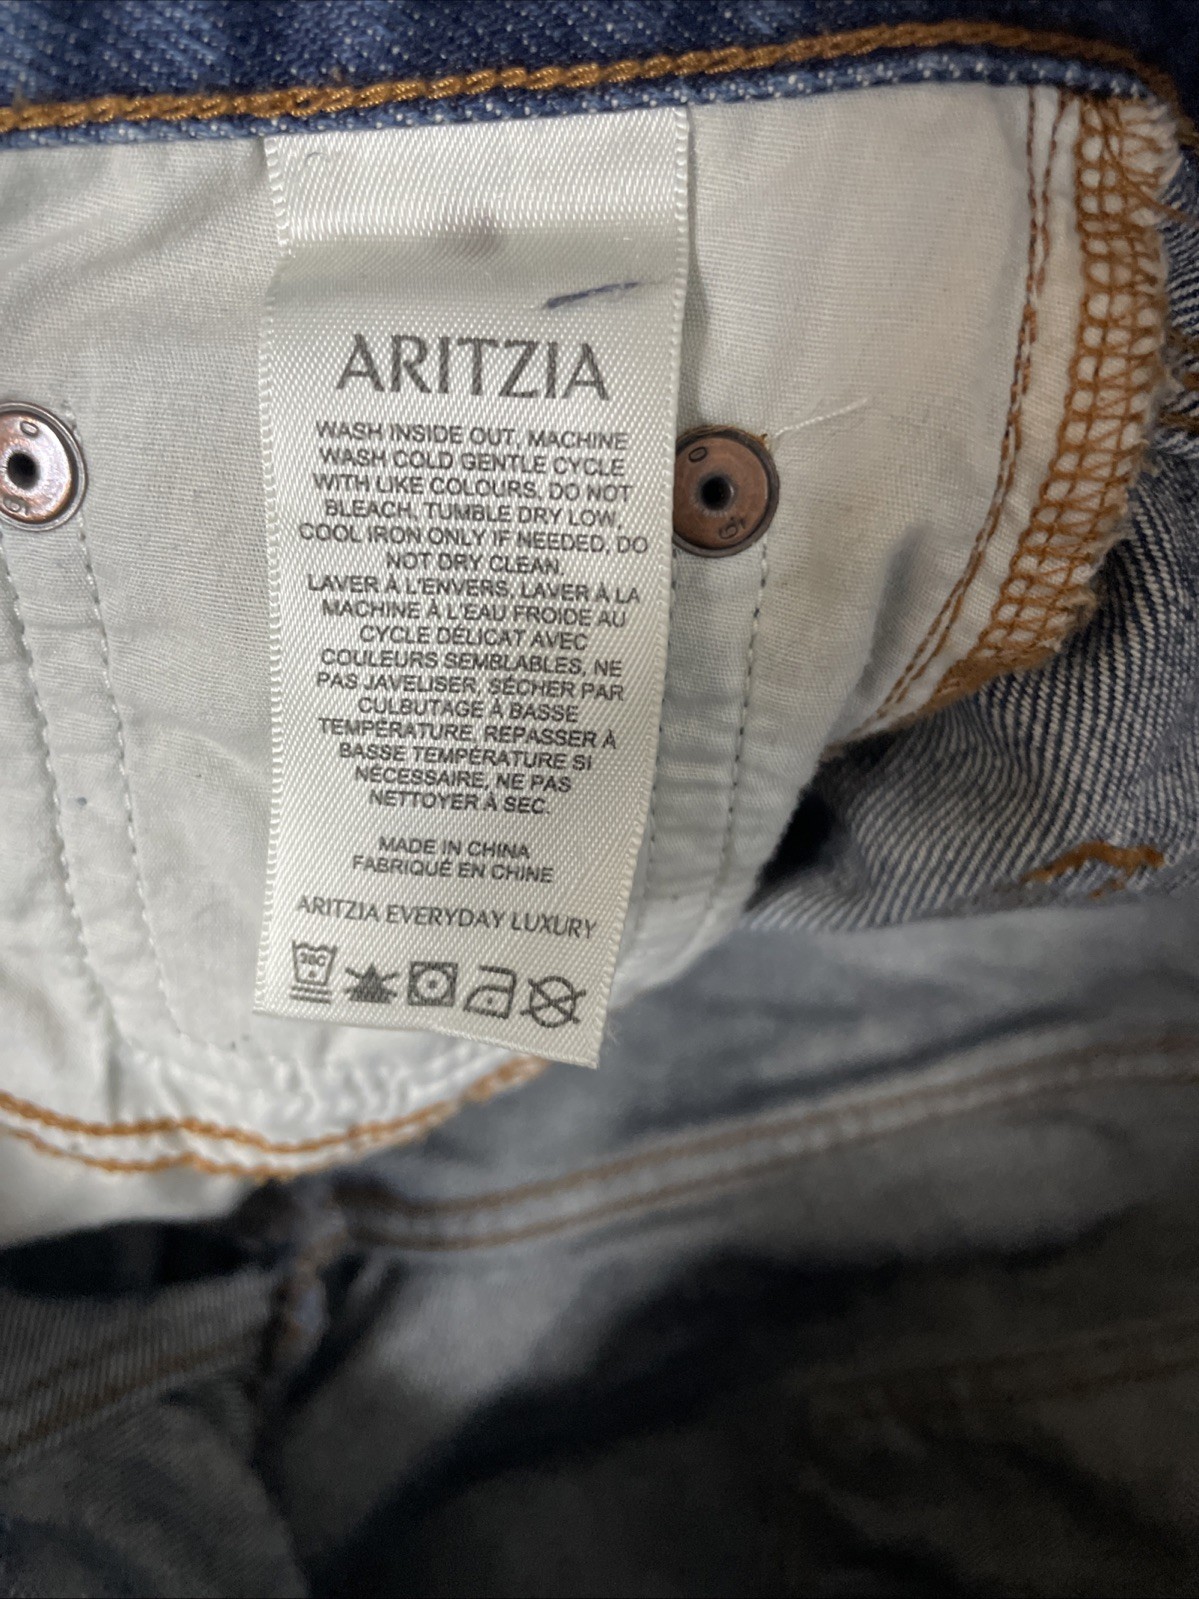 ARITZIA
WASH INSIDE OUT, MACHINE
WASH COLD GENTLE CYCLE
WITH LIKE COLOURS, DO NOT
BLEACH, TUMBLE DRY LOW,
COOL IRON ONLY IF NEEDED, DO
NOT DRY CLEAN.
LAVER À L'ENVERS, LAVER À LA
MACHINE À L'EAU FROIDE AU
CYCLE DÉLICAT AVEC
COULEURS SEMBLABLES, NE
PAS JAVELISER, SÉCHER PAR
CULBUTAGE À BASSE
TEMPÉRATURE, REPASSER À
BASSE TEMPÉRATURE SI
NÉCESSAIRE, NE PAS
NETTOYER À SEC.
MADE IN CHINA
FABRIQUÉ EN CHINE
ARITZIA EVERYDAY LUXURY
30C